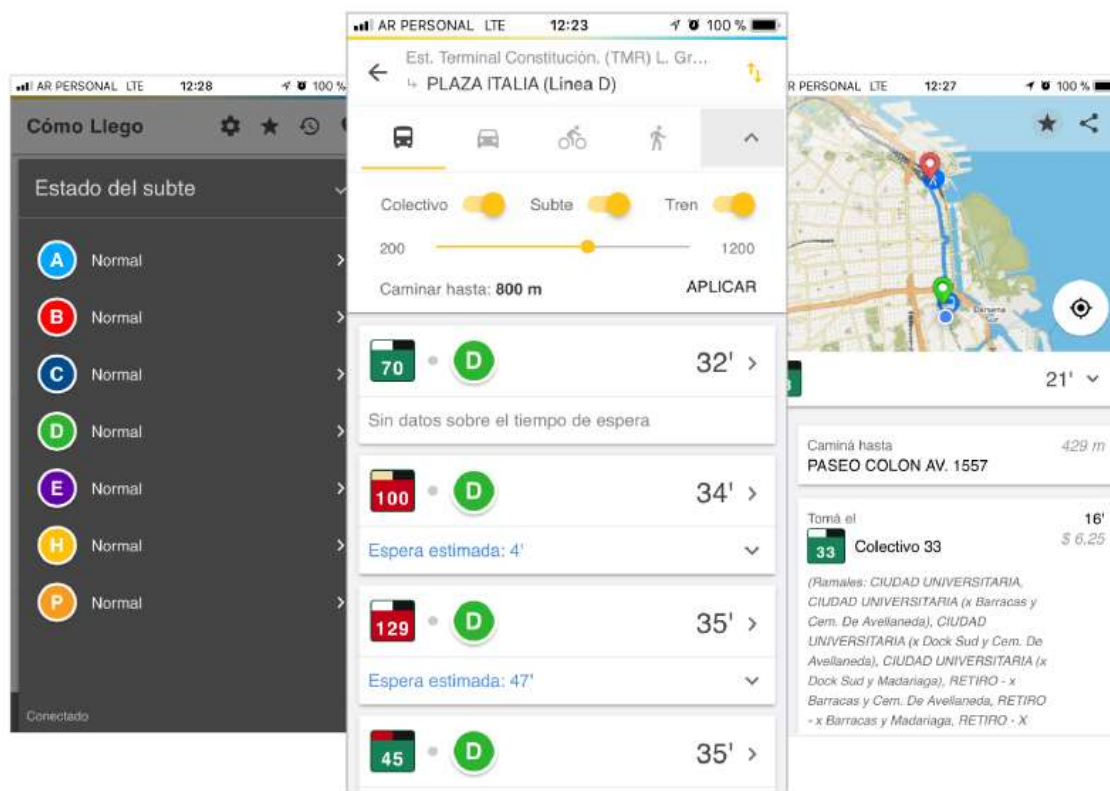 AR PERSONAL LTE 12:28 100 %
Cómo Llego
Estado del subte
A Normal
B Normal
C Normal
D Normal
E Normal
H Normal
P Normal
Conectado
AR PERSONAL LTE 12:23 100 %
Est. Terminal Constitución. (TMR) L. Gr...
PLAZA ITALIA (Línea D)
Colectivo Subte Tren
200 1200
Caminar hasta: 800 m APLICAR
70 D 32'
Sin datos sobre el tiempo de espera
100 D 34'
Espera estimada: 4'
129 D 35'
Espera estimada: 47'
45 D 35'
R PERSONAL LTE 12:27 100 %
Darsena
Sur
21'
Caminá hasta 429 m
PASEO COLON AV. 1557
Tomá el 16'
33 Colectivo 33 $ 6,25
(Ramales: CIUDAD UNIVERSITARIA,
CIUDAD UNIVERSITARIA (x Barracas y
Cem. De Avellaneda), CIUDAD
UNIVERSITARIA (x Dock Sud y Cem. De
Avellaneda), CIUDAD UNIVERSITARIA (x
Dock Sud y Madariaga), RETIRO - x
Barracas y Cem. De Avellaneda, RETIRO
- x Barracas y Madariaga, RETIRO - X